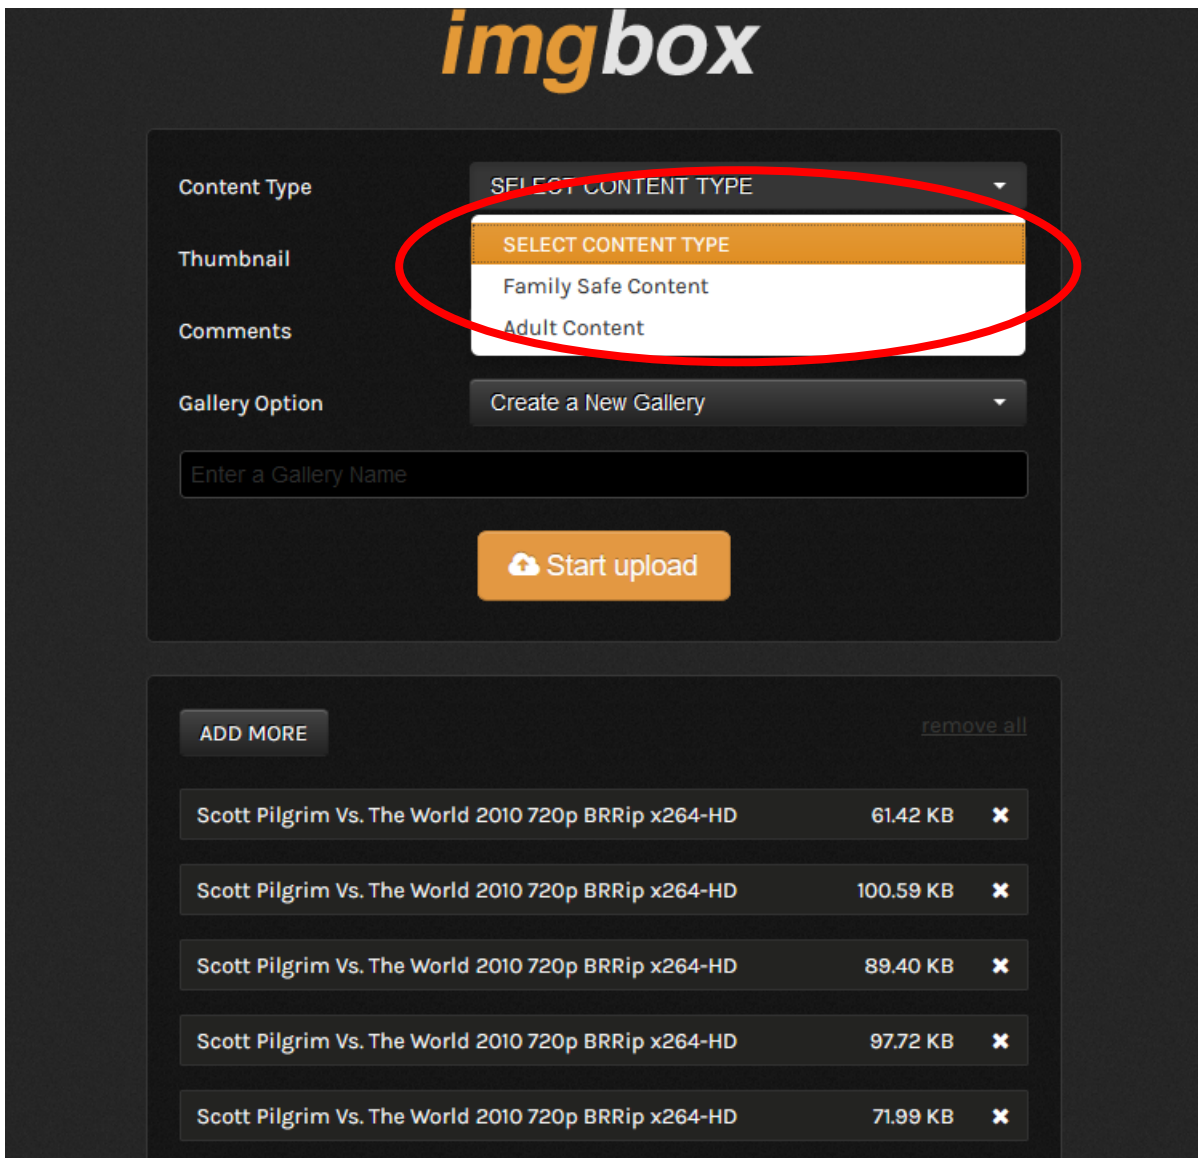 imgbox
Content Type
SELECT CONTENT TYPE
SELECT CONTENT TYPE
Family Safe Content
Adult Content
Thumbnail
Comments
Gallery Option
Create a New Gallery
Enter a Gallery Name
Start upload
ADD MORE
remove all
Scott Pilgrim Vs. The World 2010 720p BRRip x264-HD 61.42 KB
Scott Pilgrim Vs. The World 2010 720p BRRip x264-HD 100.59 KB
Scott Pilgrim Vs. The World 2010 720p BRRip x264-HD 89.40 KB
Scott Pilgrim Vs. The World 2010 720p BRRip x264-HD 97.72 KB
Scott Pilgrim Vs. The World 2010 720p BRRip x264-HD 71.99 KB